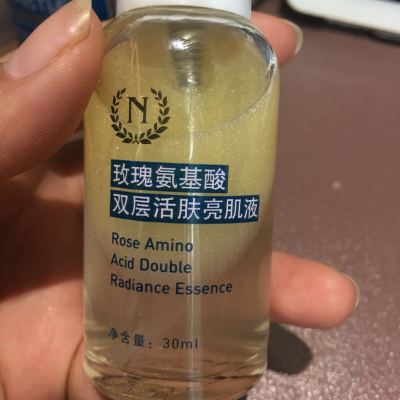 N
玫瑰氨基酸
双层活肤亮肌液
Rose Amino
Acid Double
Radiance Essence
净含量：30ml